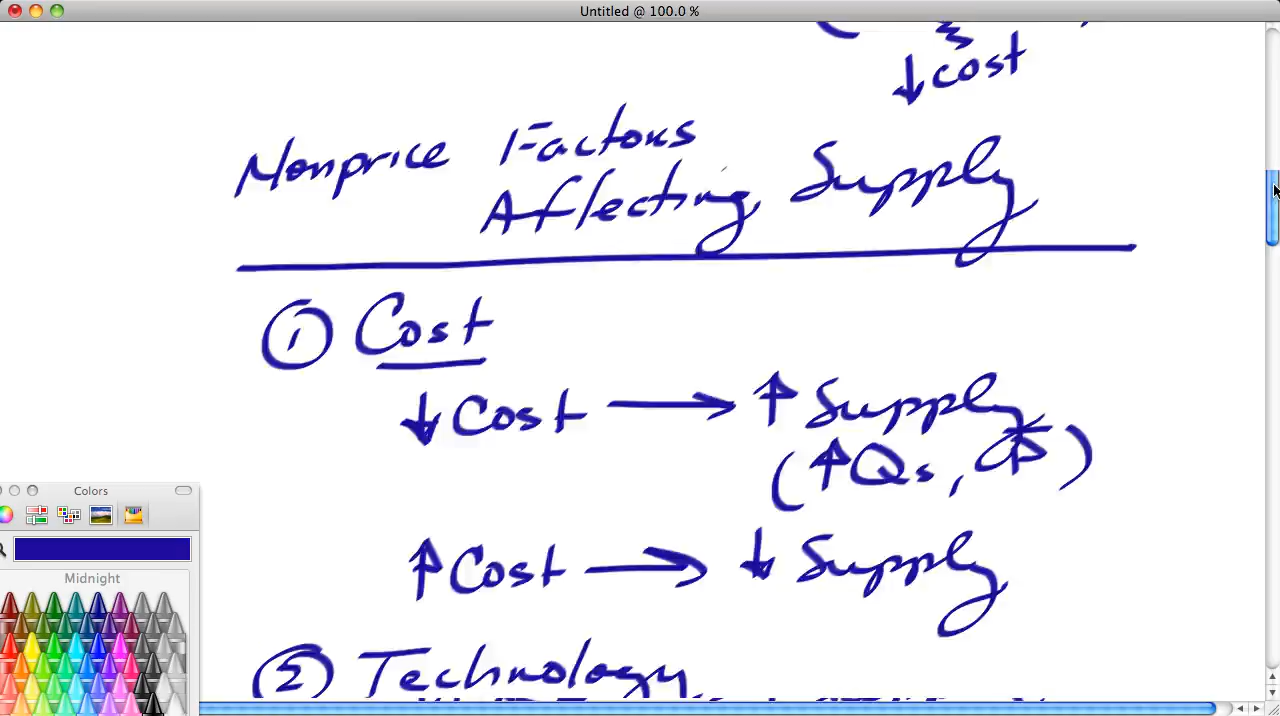 Untitled @ 100.0 %
↓ cost
Nonprice Factors
Affecting Supply
① Cost
↓ Cost → ↑ Supply
(↑Qs, )
↑ Cost → ↓ Supply
② Technology
Colors
Midnight